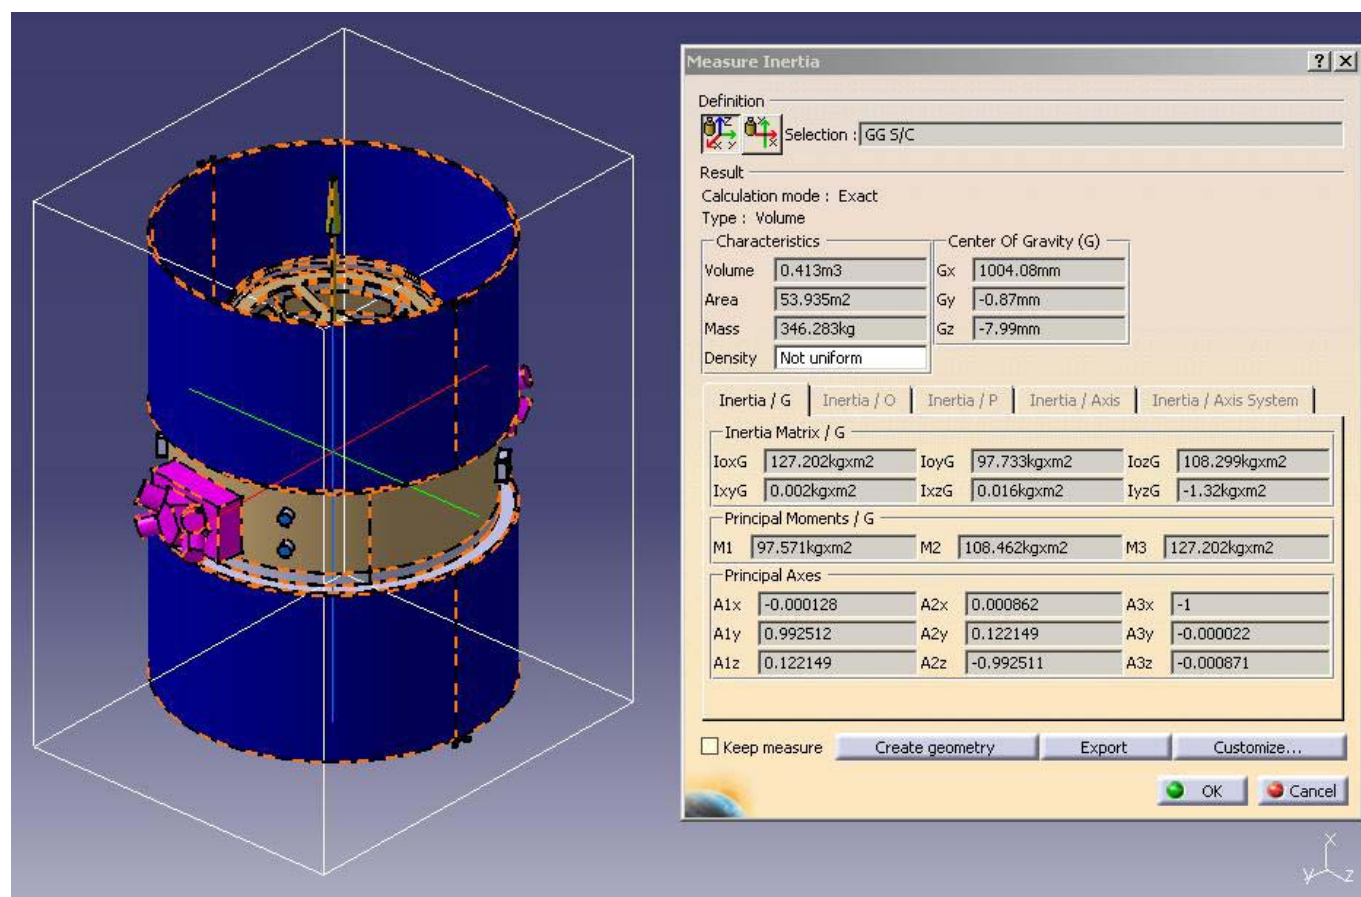 Measure Inertia
Definition
Selection : GG S/C
Result
Calculation mode : Exact
Type : Volume
Characteristics Center Of Gravity (G)
Volume 0.413m3 Gx 1004.08mm
Area 53.935m2 Gy -0.87mm
Mass 346.283kg Gz -7.99mm
Density Not uniform
Inertia / G Inertia / O Inertia / P Inertia / Axis Inertia / Axis System
Inertia Matrix / G
IoxG 127.202kgxm2 IoyG 97.733kgxm2 IozG 108.299kgxm2
IxyG 0.002kgxm2 IxzG 0.016kgxm2 IyzG -1.32kgxm2
Principal Moments / G
M1 97.571kgxm2 M2 108.462kgxm2 M3 127.202kgxm2
Principal Axes
A1x -0.000128 A2x 0.000862 A3x -1
A1y 0.992512 A2y 0.122149 A3y -0.000022
A1z 0.122149 A2z -0.992511 A3z -0.000871
Keep measure Create geometry Export Customize...
OK Cancel
x
y z